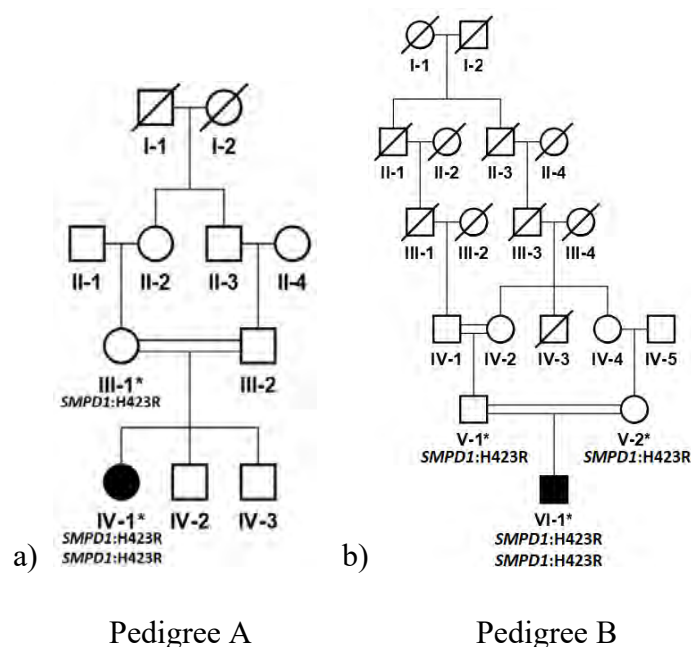 I-1
I-2
II-1
II-2
II-3
II-4
III-1*
SMPD1:H423R
III-2
IV-1*
SMPD1:H423R
SMPD1:H423R
IV-2
IV-3
a)
Pedigree A
I-1
I-2
II-1
II-2
II-3
II-4
III-1
III-2
III-3
III-4
IV-1
IV-2
IV-3
IV-4
IV-5
V-1*
SMPD1:H423R
V-2*
SMPD1:H423R
VI-1*
SMPD1:H423R
SMPD1:H423R
b)
Pedigree B